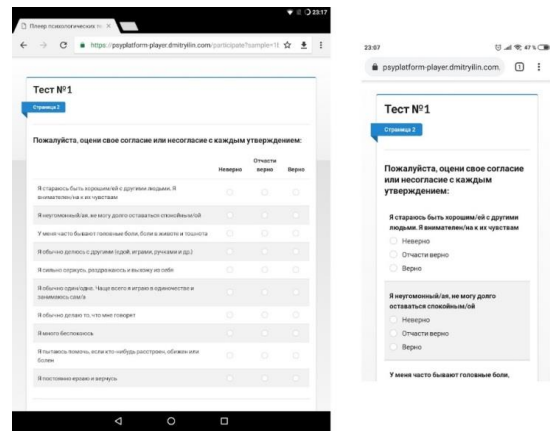 23:17
Плеер психологических те
https://psyplatform-player.dmitryilin.com/participate?sample=18
Тест №1
Страница 2
Пожалуйста, оцени свое согласие или несогласие с каждым утверждением:
Неверно
Отчасти верно
Верно
Я стараюсь быть хорошим/ей с другими людьми. Я
внимателен/на к их чувствам
Я неугомонный/ая, не могу долго оставаться спокойным/ой
У меня часто бывают головные боли, боли в животе и тошнота
Я обычно делюсь с другими (едой, играми, ручками и др.)
Я сильно сержусь, раздражаюсь и выхожу из себя
Я обычно один/одна. Чаще всего я играю в одиночестве и
занимаюсь сам/а
Я обычно делаю то, что мне говорят
Я много беспокоюсь
Я пытаюсь помочь, если кто-нибудь расстроен, обижен или
болен
Я постоянно ерзаю и верчусь
23:07
47 %
psyplatform-player.dmitryilin.com
1
Тест №1
Страница 2
Пожалуйста, оцени свое согласие
или несогласие с каждым
утверждением:
Я стараюсь быть хорошим/ей с другими
людьми. Я внимателен/на к их чувствам
Неверно
Отчасти верно
Верно
Я неугомонный/ая, не могу долго
оставаться спокойным/ой
Неверно
Отчасти верно
Верно
У меня часто бывают головные боли,